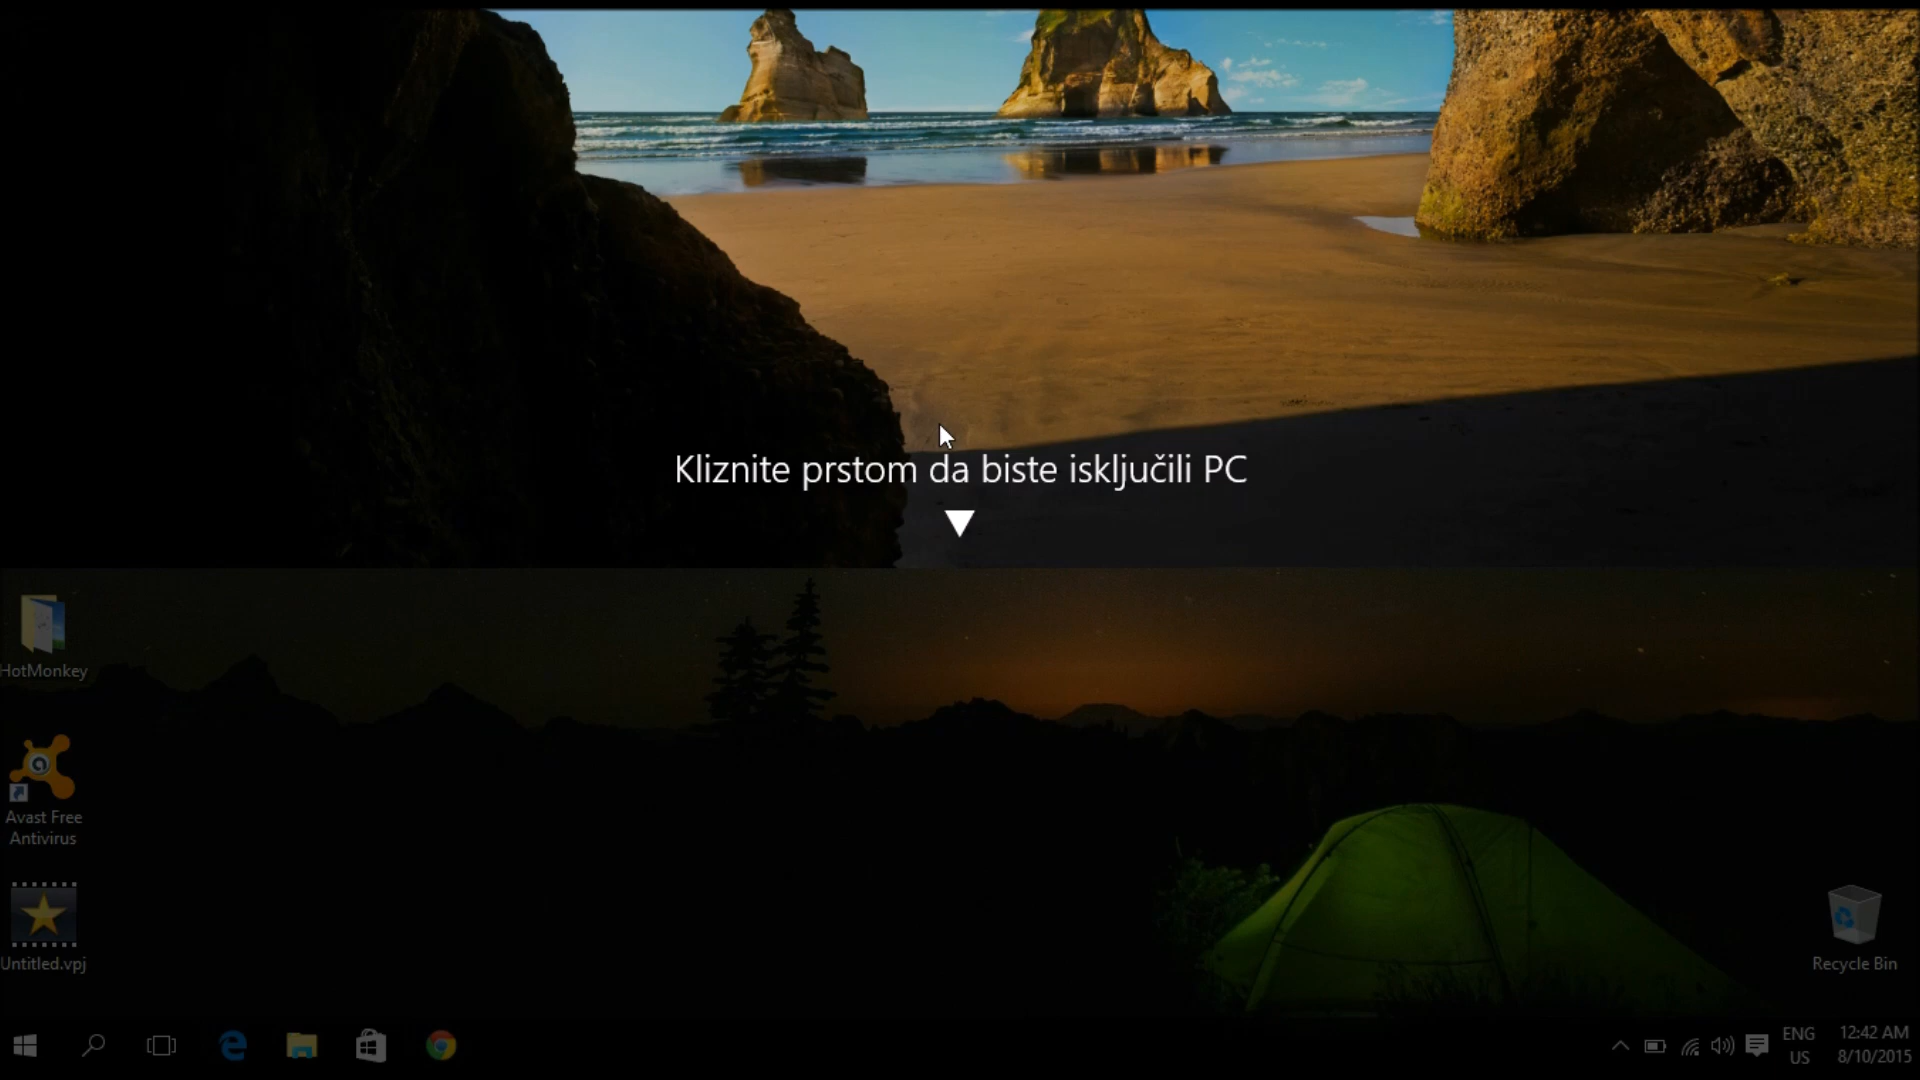 Kliznite prstom da biste isključili PC
HotMonkey
Avast Free
Antivirus
Untitled.vpj
Recycle Bin
ENG
US
12:42 AM
8/10/2015